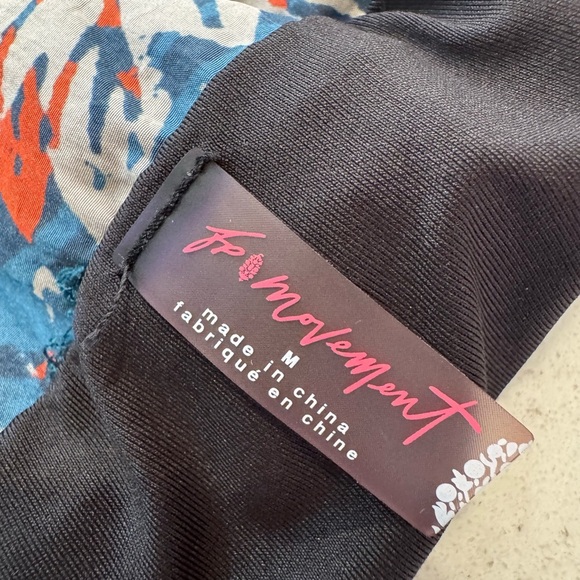 fp movement
M
made in china
fabriqué en chine